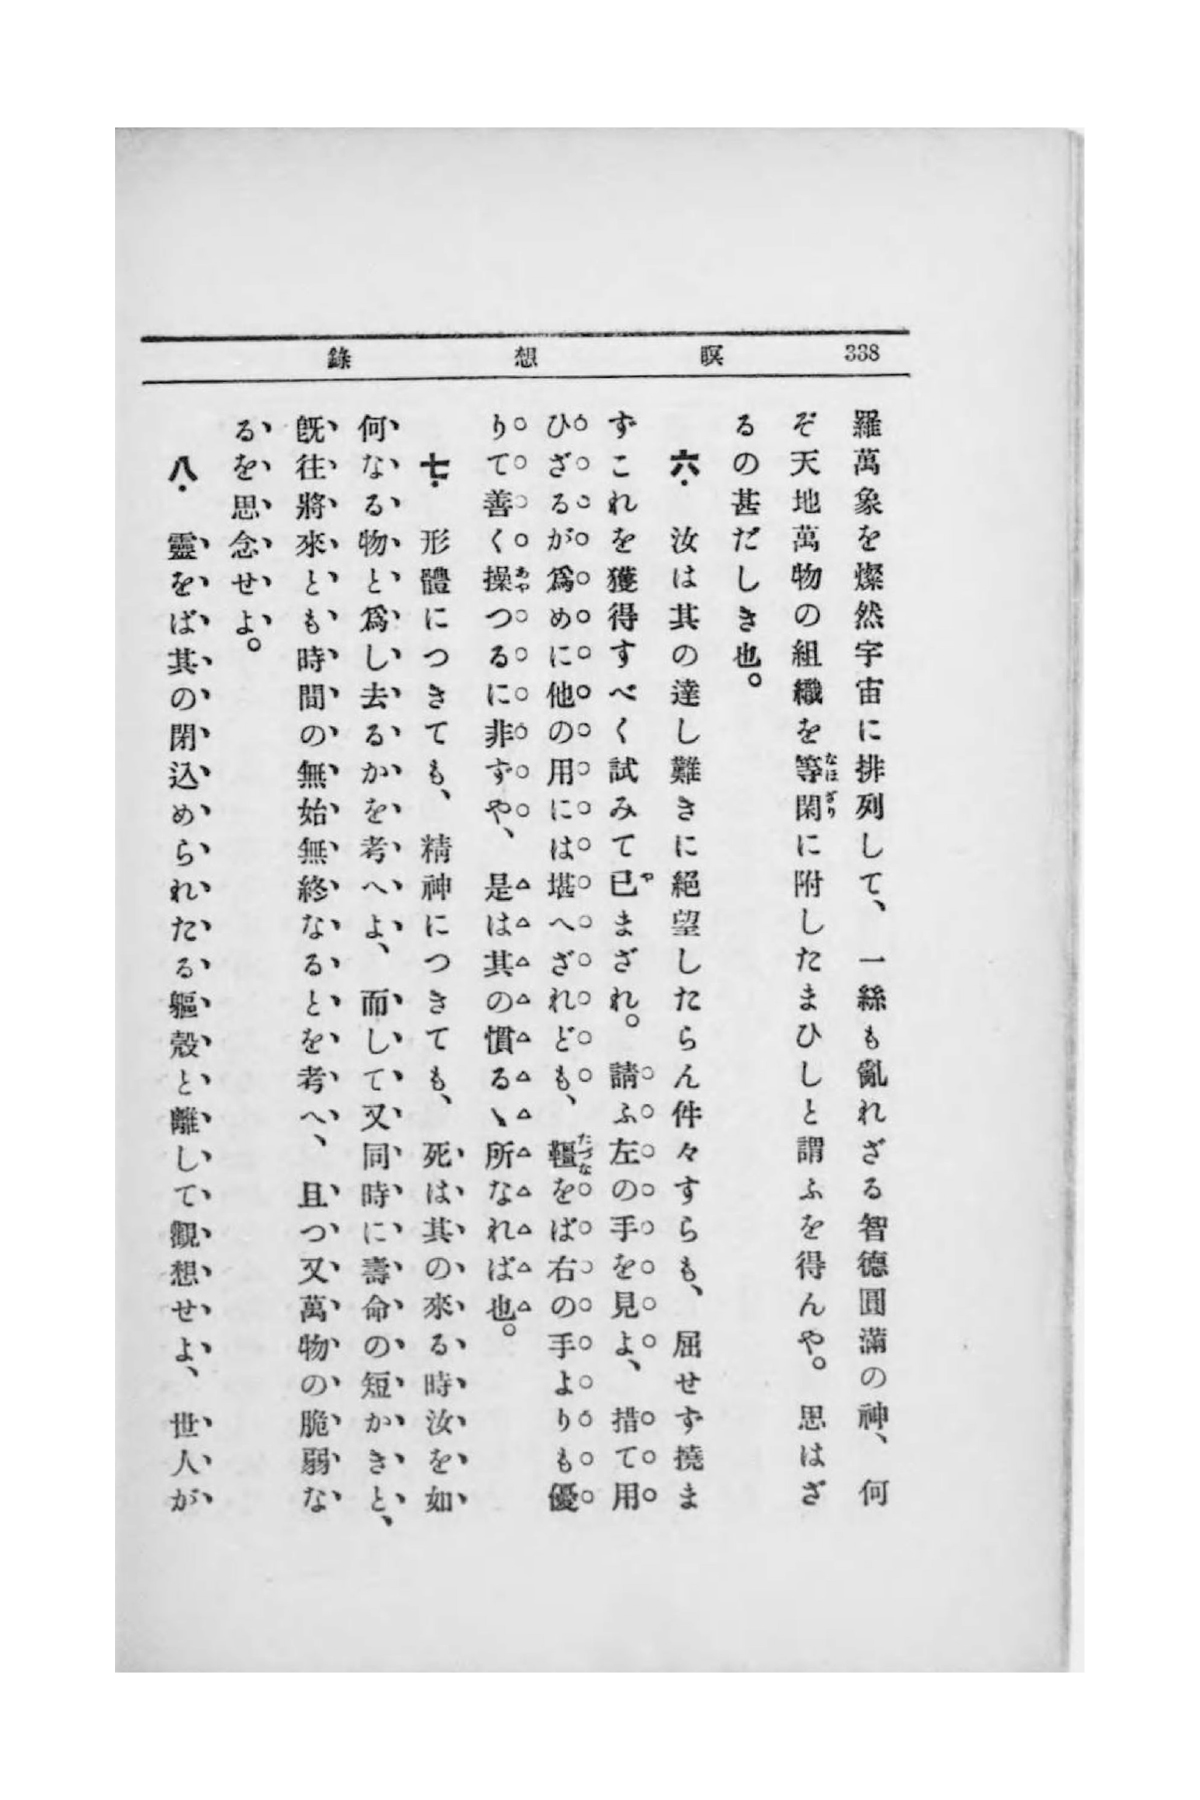 338 瞑想錄
羅萬象を燦然宇宙に排列して、一絲も亂れざる智德圓滿の神、何
ぞ天地萬物の組織を等閑に附したまひしと謂ふを得んや。思はざ
なほざり
るの甚だしき也。
六. 汝は其の達し難きに絕望したらん件々すらも、屈せず撓ま
ずこれを獲得すべく試みて已まざれ。請ふ左の手を見よ、措て用
や
ひざるが爲めに他の用には堪へざれども、韁をば右の手よりも優
たづな
りて善く操つるに非ずや、是は其の慣るゝ所なれば也。
あや
七. 形體につきても、精神につきても、死は其の來る時汝を如
何なる物と爲し去るかを考へよ、而して又同時に壽命の短かきと、
旣往將來とも時間の無始無終なるとを考へ、且つ又萬物の脆弱な
るを思念せよ。
八. 靈をば其の閉込められたる軀殼と離して觀想せよ、世人が